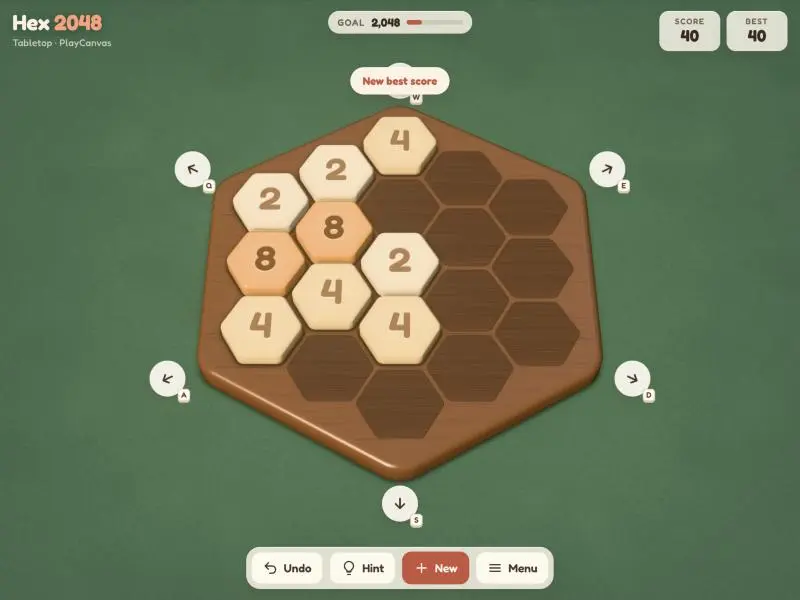 Hex 2048
Tabletop · PlayCanvas
GOAL 2,048
SCORE
40
BEST
40
New best score
W
Q
E
4
2
2
8
8
2
4
4
4
A
D
S
Undo
Hint
New
Menu